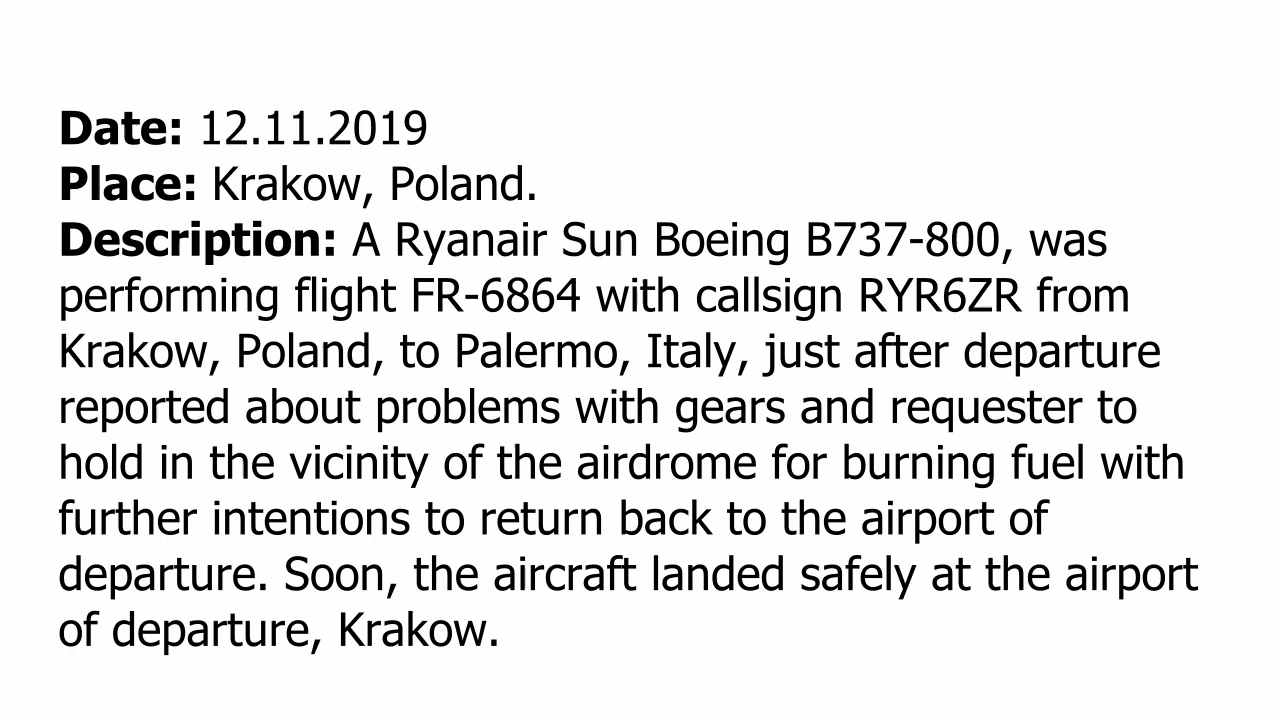 Date: 12.11.2019
Place: Krakow, Poland.
Description: A Ryanair Sun Boeing B737-800, was
performing flight FR-6864 with callsign RYR6ZR from
Krakow, Poland, to Palermo, Italy, just after departure
reported about problems with gears and requester to
hold in the vicinity of the airdrome for burning fuel with
further intentions to return back to the airport of
departure. Soon, the aircraft landed safely at the airport
of departure, Krakow.